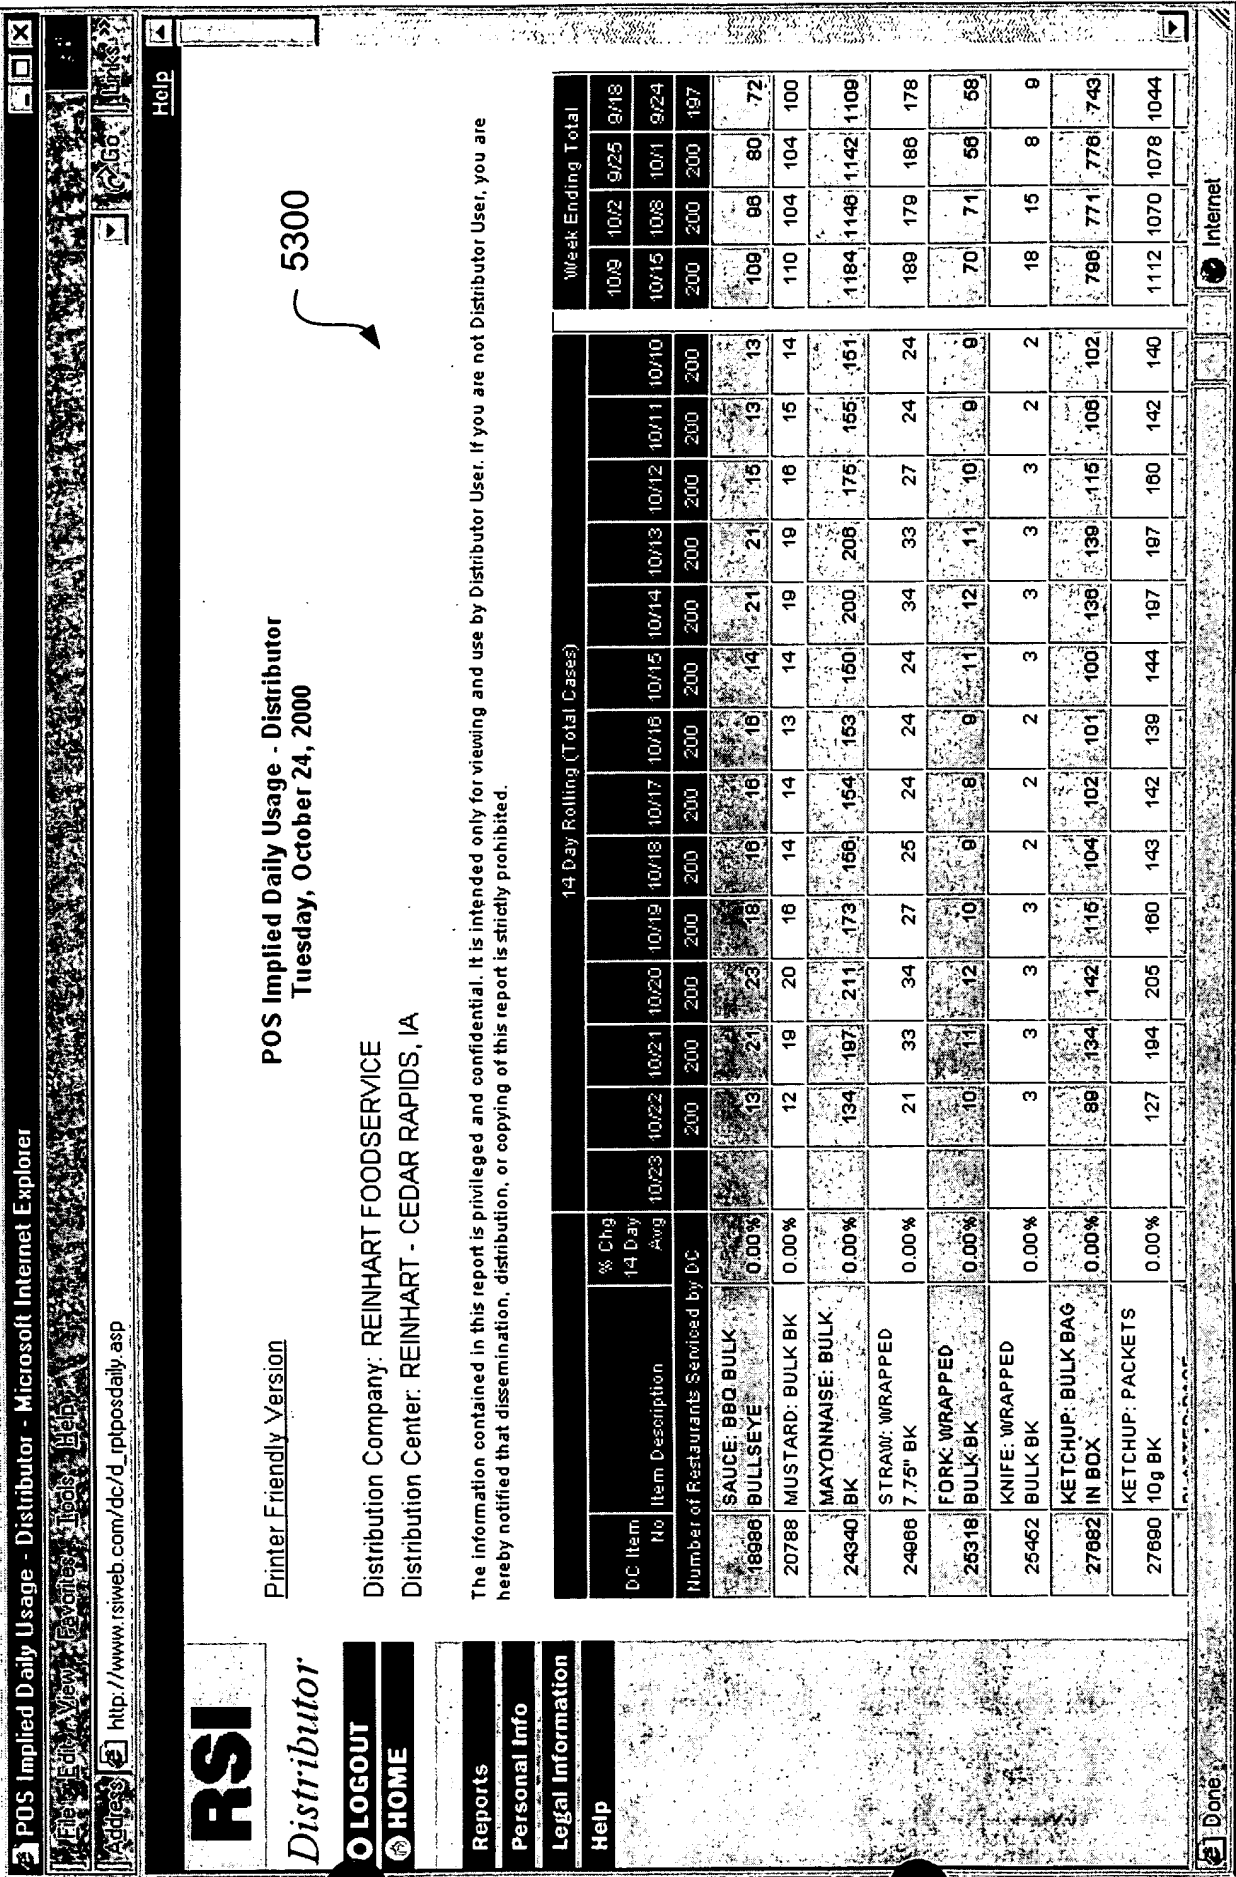 POS Implied Daily Usage - Distributor - Microsoft Internet Explorer
File Edit View Favorites Tools Help
Address http://www.rsiweb.com/dc/d_rptposdaily.asp Go Links »
Help
RSI
Distributor
LOGOUT
HOME
Reports
Personal Info
Legal Information
Help
Printer Friendly Version
POS Implied Daily Usage - Distributor
Tuesday, October 24, 2000
5300
Distribution Company: REINHART FOODSERVICE
Distribution Center: REINHART - CEDAR RAPIDS, IA
The information contained in this report is privileged and confidential. It is intended only for viewing and use by Distributor User. If you are not Distributor User, you are
hereby notified that dissemination, distribution, or copying of this report is strictly prohibited.
14 Day Rolling (Total Cases) Week Ending Total
% Chg 10/9 10/2 9/25 9/18
DC Item 14 Day
No Item Description Avg 10/23 10/22 10/21 10/20 10/19 10/18 10/17 10/16 10/15 10/14 10/13 10/12 10/11 10/10 10/15 10/8 10/1 9/24
Number of Restaurants Serviced by DC 200 200 200 200 200 200 200 200 200 200 200 200 200 200 200 200 197
SAUCE: BBQ BULK
18986 BULLSEYE 0.00% 13 21 23 18 16 16 16 14 21 21 15 13 13 109 96 80 72
20788 MUSTARD: BULK BK 0.00% 12 19 20 16 14 14 13 14 19 19 16 15 14 110 104 104 100
MAYONNAISE: BULK
24340 BK 0.00% 134 197 211 173 156 154 153 150 200 206 175 155 151 1184 1146 1142 1109
STRAW: WRAPPED
24966 7.75" BK 0.00% 21 33 34 27 25 24 24 24 34 33 27 24 24 189 179 186 178
FORK: WRAPPED
25318 BULK BK 0.00% 10 11 12 10 9 8 9 11 12 11 10 9 9 70 71 56 58
KNIFE: WRAPPED
25452 BULK BK 0.00% 3 3 3 3 2 2 2 3 3 3 3 2 2 18 15 8 9
KETCHUP: BULK BAG
27682 IN BOX 0.00% 89 134 142 115 104 102 101 100 136 139 115 106 102 796 771 776 743
KETCHUP: PACKETS
27690 10g BK 0.00% 127 194 205 160 143 142 139 144 197 197 160 142 140 1112 1070 1078 1044
Done Internet